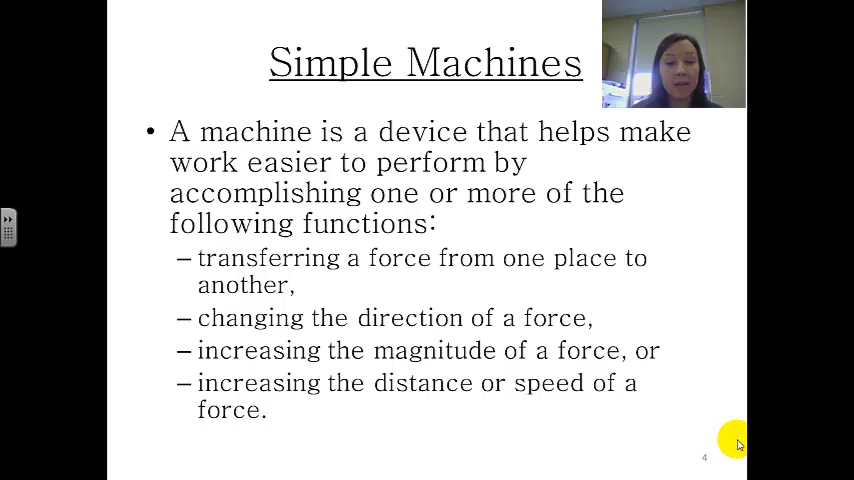 Simple Machines
• A machine is a device that helps make
work easier to perform by
accomplishing one or more of the
following functions:
– transferring a force from one place to
another,
– changing the direction of a force,
– increasing the magnitude of a force, or
– increasing the distance or speed of a
force.
4